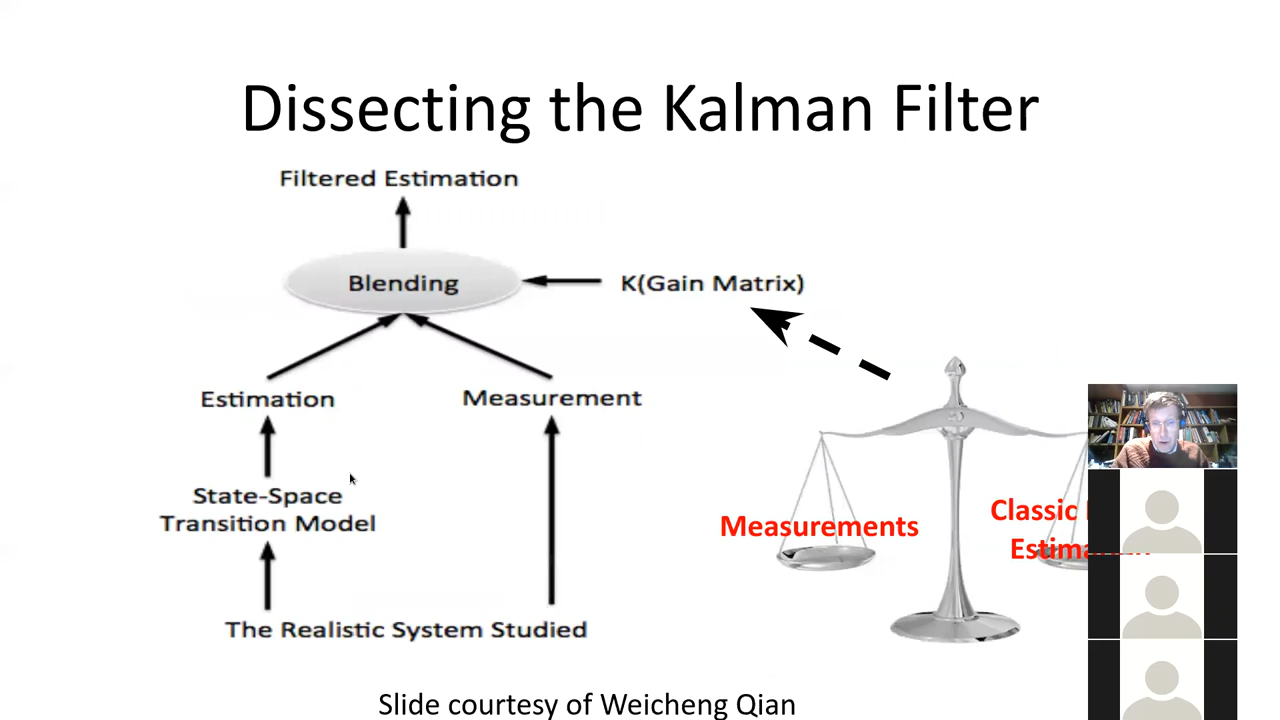 Dissecting the Kalman Filter
Filtered Estimation
Blending
K(Gain Matrix)
Estimation
Measurement
State-Space
Transition Model
Measurements
Classic
The Realistic System Studied
Slide courtesy of Weicheng Qian